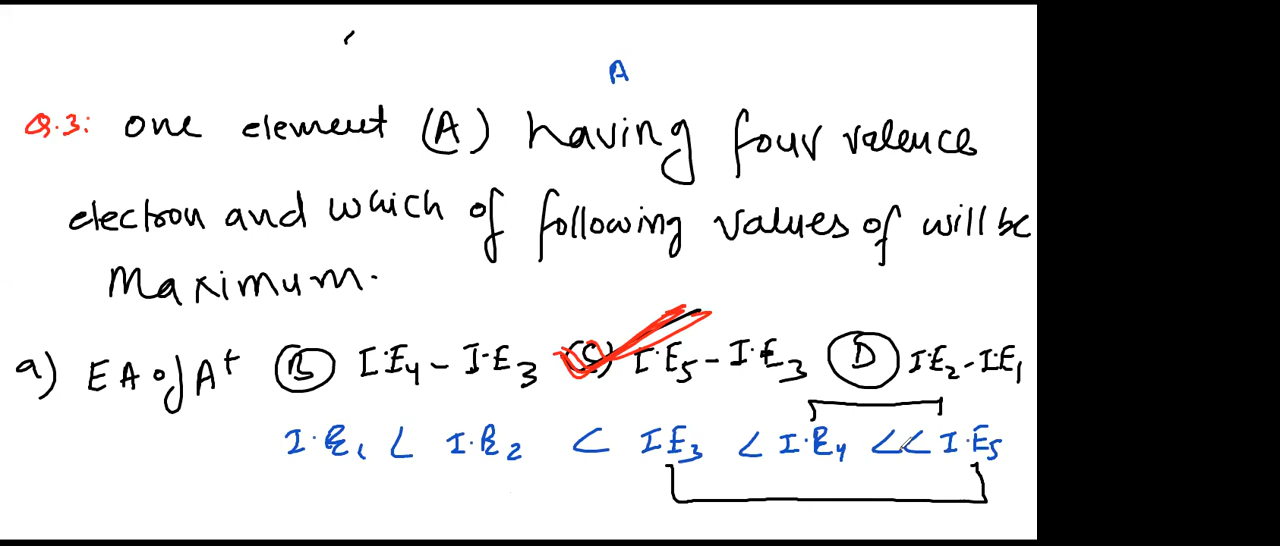 A
Q.3: one element (A) having four valence
electron and which of following values of will be
Maximum.
a) EA of A+ (B) I.E4 - I.E3 (C) I.E5 - I.E3 (D) IE2 - I.E1
I.E1 < I.E2 < I.E3 < I.E4 << I.E5